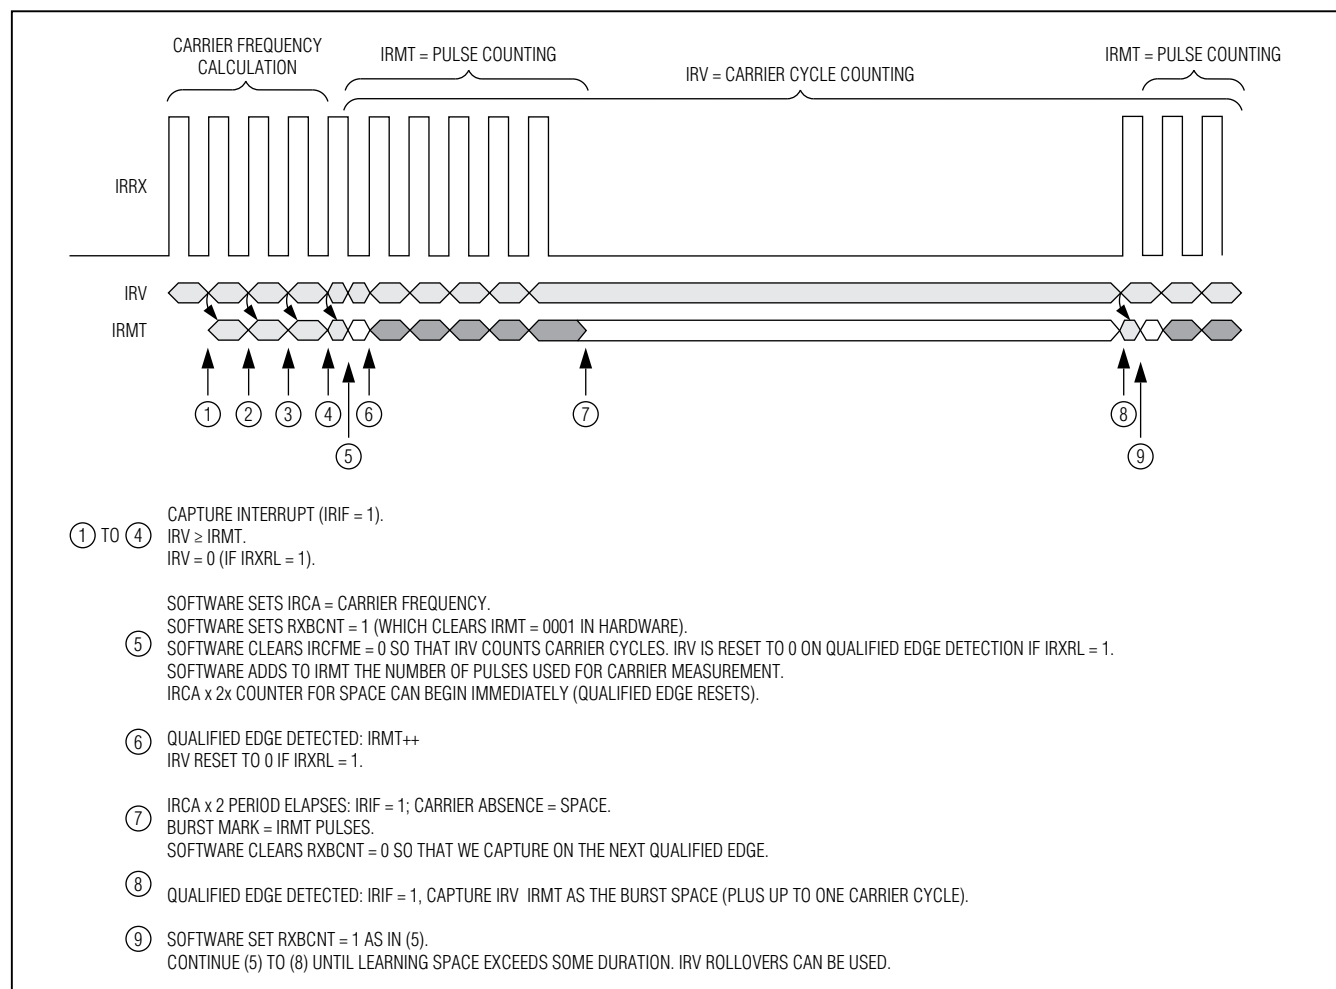 CARRIER FREQUENCY
CALCULATION
IRMT = PULSE COUNTING
IRV = CARRIER CYCLE COUNTING
IRMT = PULSE COUNTING
IRRX
IRV
IRMT
1
2
3
4
6
7
8
5
9
1 TO 4
CAPTURE INTERRUPT (IRIF = 1).
IRV ≥ IRMT.
IRV = 0 (IF IRXRL = 1).
5
SOFTWARE SETS IRCA = CARRIER FREQUENCY.
SOFTWARE SETS RXBCNT = 1 (WHICH CLEARS IRMT = 0001 IN HARDWARE).
SOFTWARE CLEARS IRCFME = 0 SO THAT IRV COUNTS CARRIER CYCLES. IRV IS RESET TO 0 ON QUALIFIED EDGE DETECTION IF IRXRL = 1.
SOFTWARE ADDS TO IRMT THE NUMBER OF PULSES USED FOR CARRIER MEASUREMENT.
IRCA x 2x COUNTER FOR SPACE CAN BEGIN IMMEDIATELY (QUALIFIED EDGE RESETS).
6
QUALIFIED EDGE DETECTED: IRMT++
IRV RESET TO 0 IF IRXRL = 1.
7
IRCA x 2 PERIOD ELAPSES: IRIF = 1; CARRIER ABSENCE = SPACE.
BURST MARK = IRMT PULSES.
SOFTWARE CLEARS RXBCNT = 0 SO THAT WE CAPTURE ON THE NEXT QUALIFIED EDGE.
8
QUALIFIED EDGE DETECTED: IRIF = 1, CAPTURE IRV IRMT AS THE BURST SPACE (PLUS UP TO ONE CARRIER CYCLE).
9
SOFTWARE SET RXBCNT = 1 AS IN (5).
CONTINUE (5) TO (8) UNTIL LEARNING SPACE EXCEEDS SOME DURATION. IRV ROLLOVERS CAN BE USED.